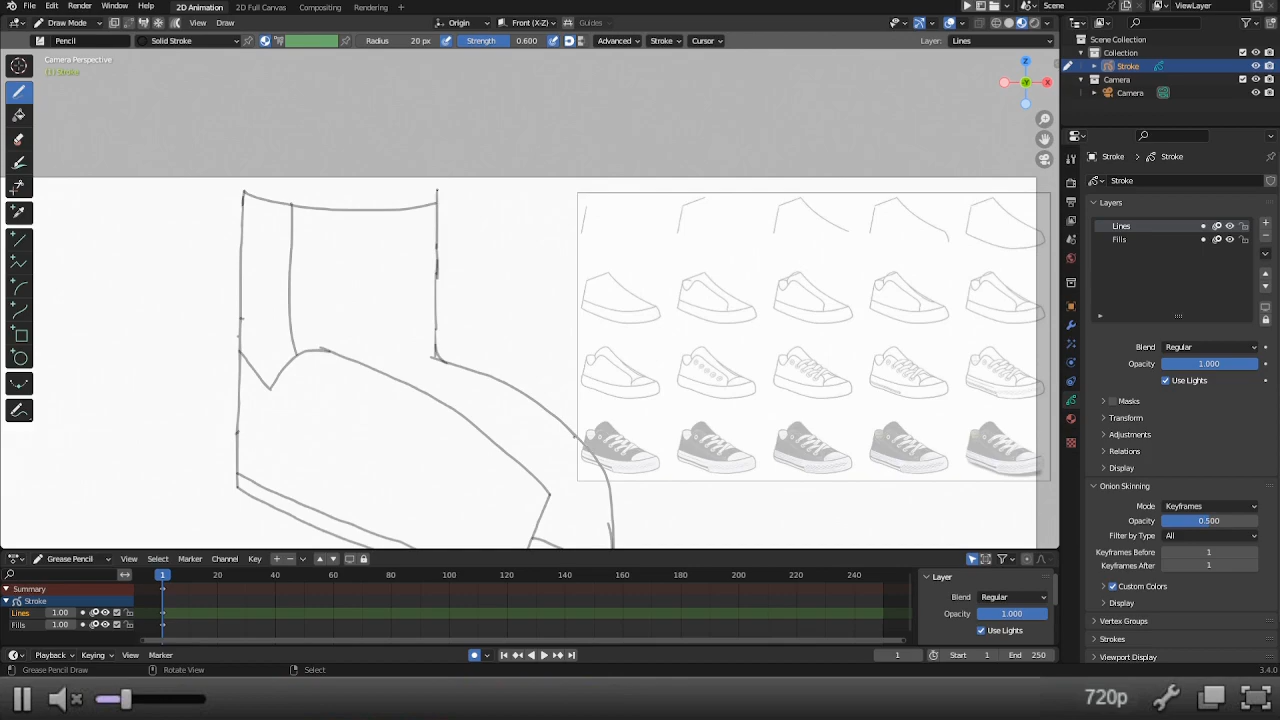 File Edit Render Window Help 2D Animation 2D Full Canvas Compositing Rendering Scene ViewLayer
Draw Mode View Draw Origin Front (X-Z) Guides
Pencil Solid Stroke Radius 20 px Strength 0.600 Advanced Stroke Cursor Layer: Lines
Camera Perspective
(1) Stroke
Z
X
-Y
Scene Collection
Collection
Stroke
Camera
Camera
Stroke Stroke
Stroke
Layers
Lines
Fills
Blend Regular
Opacity 1.000
Use Lights
Masks
Transform
Adjustments
Relations
Display
Onion Skinning
Mode Keyframes
Opacity 0.500
Filter by Type All
Keyframes Before 1
Keyframes After 1
Custom Colors
Display
Vertex Groups
Strokes
Viewport Display
Grease Pencil View Select Marker Channel Key
1 20 40 60 80 100 120 140 160 180 200 220 240
Summary
Stroke
Lines 1.00
Fills 1.00
Layer
Blend Regular
Opacity 1.000
Use Lights
Playback Keying View Marker 1 Start 1 End 250
Grease Pencil Draw Rotate View Select 3.4.0
720p